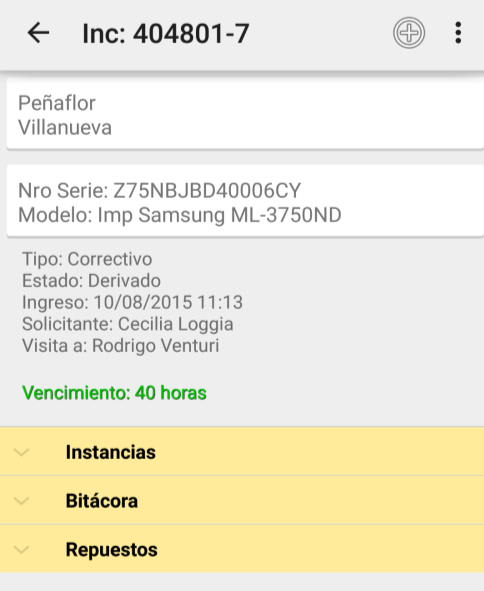 Inc: 404801-7
Peñaflor
Villanueva
Nro Serie: Z75NBJBD40006CY
Modelo: Imp Samsung ML-3750ND
Tipo: Correctivo
Estado: Derivado
Ingreso: 10/08/2015 11:13
Solicitante: Cecilia Loggia
Visita a: Rodrigo Venturi
Vencimiento: 40 horas
Instancias
Bitácora
Repuestos